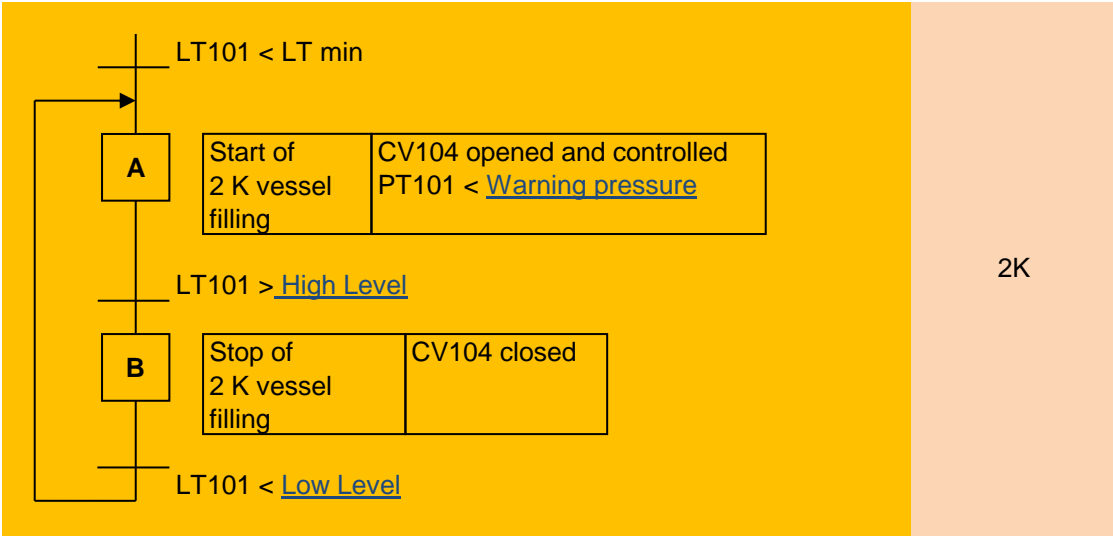 LT101 < LT min
A
Start of
2 K vessel
filling
CV104 opened and controlled
PT101 < Warning pressure
LT101 > High Level
B
Stop of
2 K vessel
filling
CV104 closed
LT101 < Low Level
2K